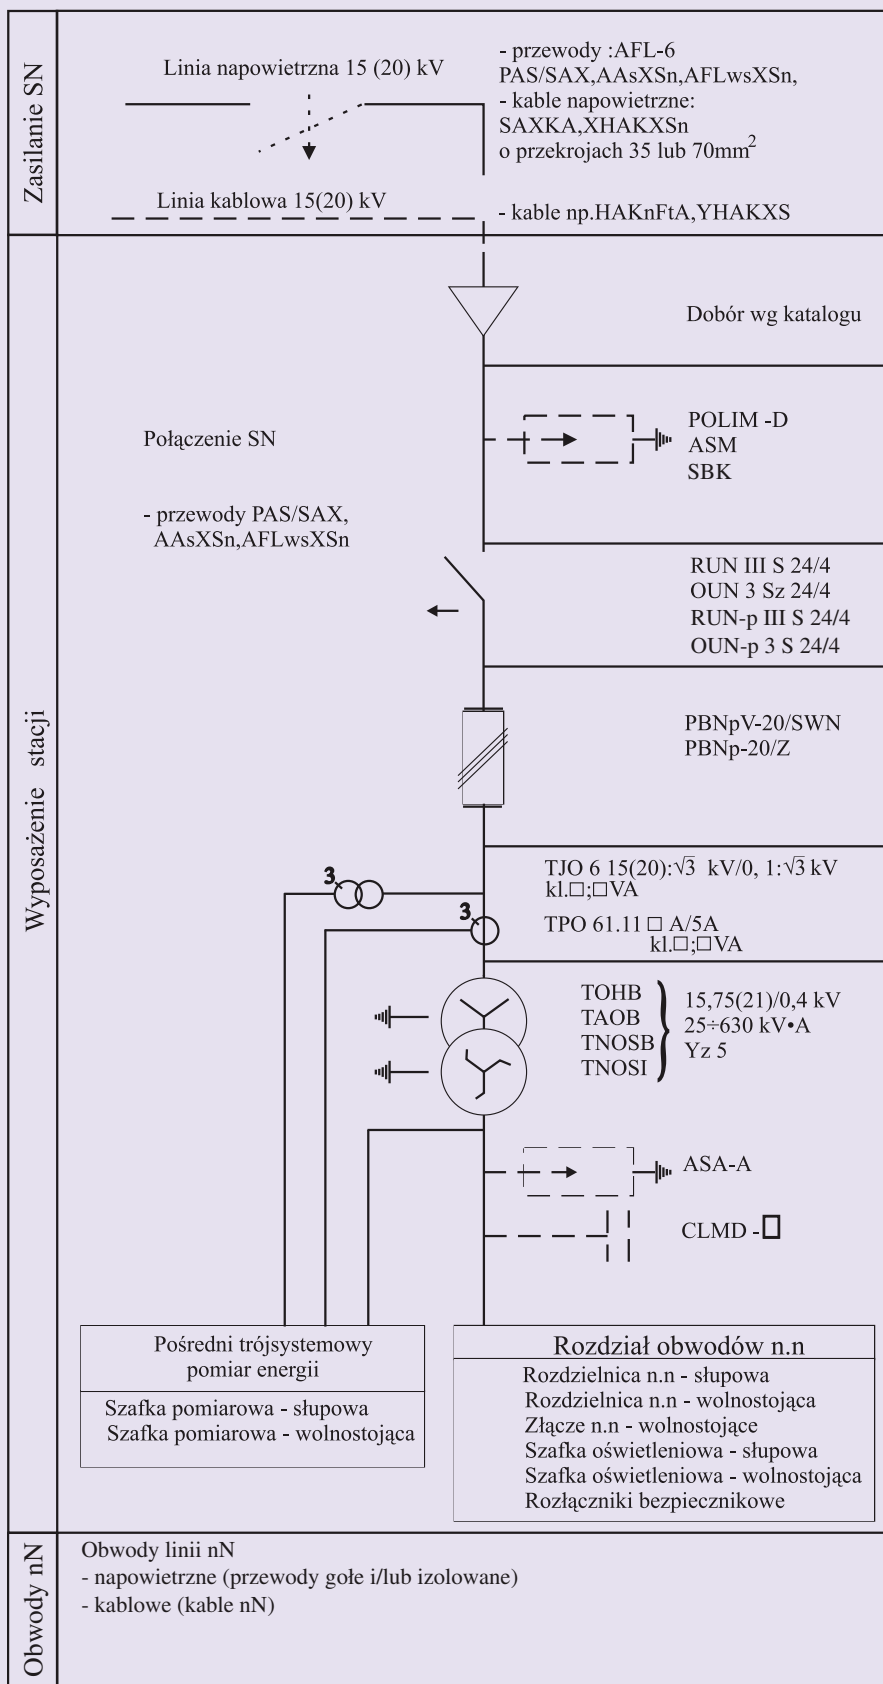 Zasilanie SN
Linia napowietrzna 15 (20) kV
- przewody :AFL-6
PAS/SAX,AAsXSn,AFLwsXSn,
- kable napowietrzne:
SAXKA,XHAKXSn
o przekrojach 35 lub 70mm²
Linia kablowa 15(20) kV
- kable np.HAKnFtA,YHAKXS
Wyposażenie stacji
Dobór wg katalogu
Połączenie SN
- przewody PAS/SAX,
AAsXSn,AFLwsXSn
POLIM -D
ASM
SBK
RUN III S 24/4
OUN 3 Sz 24/4
RUN-p III S 24/4
OUN-p 3 S 24/4
PBNpV-20/SWN
PBNp-20/Z
3
TJO 6 15(20):√3 kV/0, 1:√3 kV
kl.□;□VA
3
TPO 61.11 □ A/5A
kl.□;□VA
TOHB
TAOB
TNOSB
TNOSI
15,75(21)/0,4 kV
25÷630 kV•A
Yz 5
ASA-A
CLMD -□
Pośredni trójsystemowy
pomiar energii
Szafka pomiarowa - słupowa
Szafka pomiarowa - wolnostojąca
Rozdział obwodów n.n
Rozdzielnica n.n - słupowa
Rozdzielnica n.n - wolnostojąca
Złącze n.n - wolnostojące
Szafka oświetleniowa - słupowa
Szafka oświetleniowa - wolnostojąca
Rozłączniki bezpiecznikowe
Obwody nN
Obwody linii nN
- napowietrzne (przewody gołe i/lub izolowane)
- kablowe (kable nN)